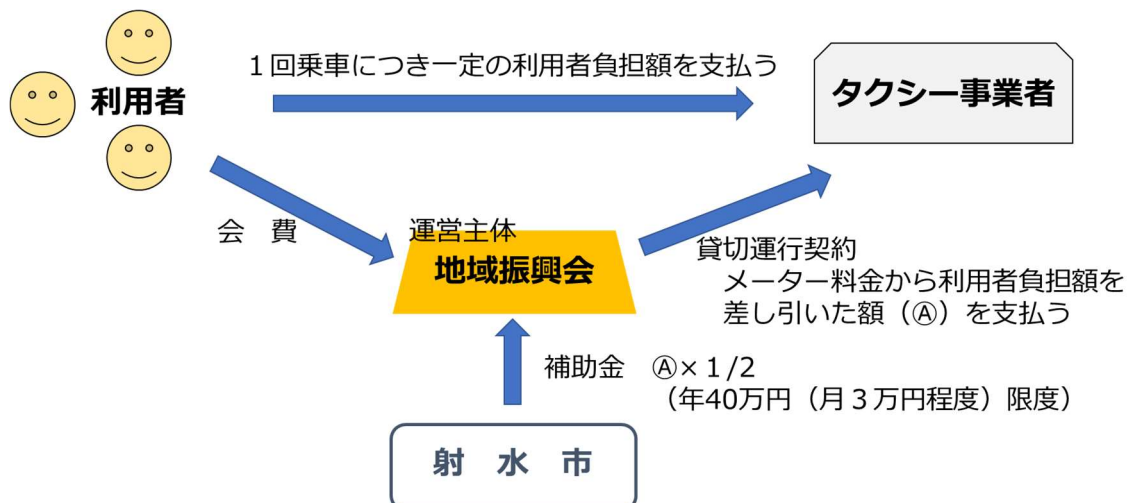 1回乗車につき一定の利用者負担額を支払う
利用者
タクシー事業者
会　費
運営主体
地域振興会
貸切運行契約
メーター料金から利用者負担額を
差し引いた額（Ⓐ）を支払う
補助金　Ⓐ×１/２
（年40万円（月３万円程度）限度）
射　水　市